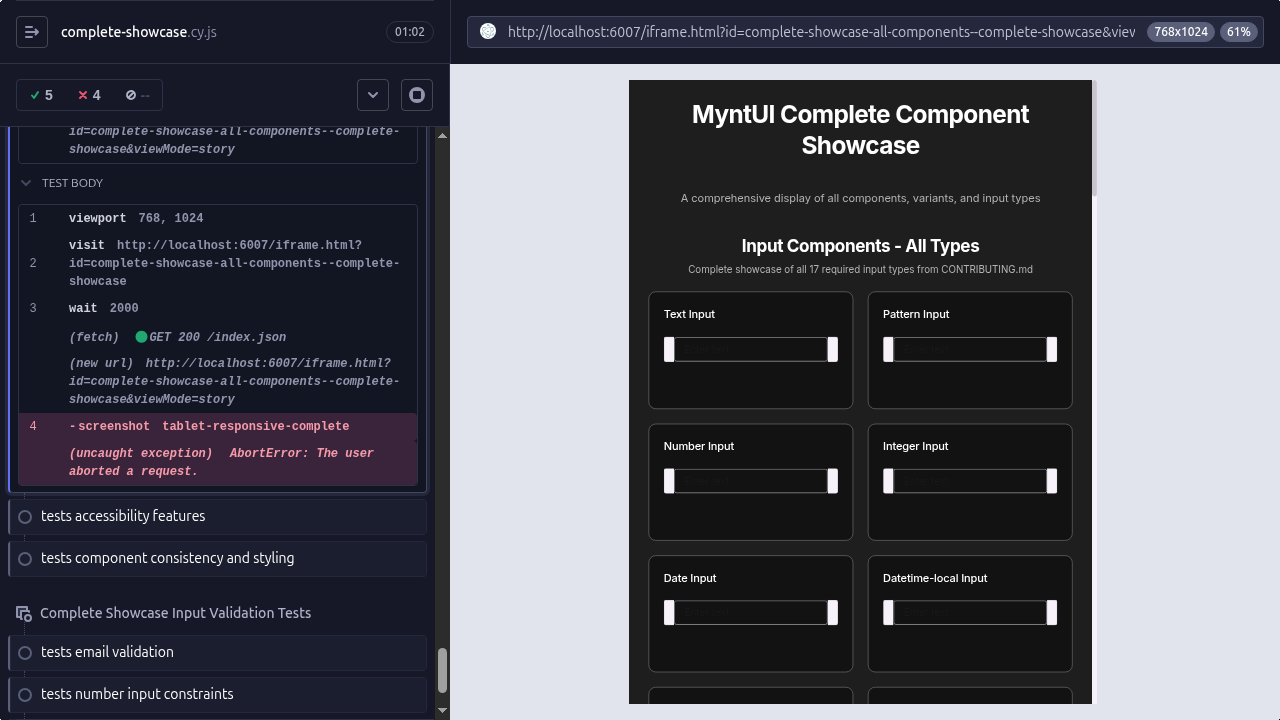 complete-showcase.cy.js
01:02
http://localhost:6007/iframe.html?id=complete-showcase-all-components--complete-showcase&view
768x1024
61%
5
4
--
id=complete-showcase-all-components--complete-
showcase&viewMode=story
TEST BODY
1 viewport 768, 1024
visit http://localhost:6007/iframe.html?
2 id=complete-showcase-all-components--complete-
showcase
3 wait 2000
(fetch) GET 200 /index.json
(new url) http://localhost:6007/iframe.html?
id=complete-showcase-all-components--complete-
showcase&viewMode=story
4 -screenshot tablet-responsive-complete
(uncaught exception) AbortError: The user
aborted a request.
tests accessibility features
tests component consistency and styling
Complete Showcase Input Validation Tests
tests email validation
tests number input constraints
MyntUI Complete Component
Showcase
A comprehensive display of all components, variants, and input types
Input Components - All Types
Complete showcase of all 17 required input types from CONTRIBUTING.md
Text Input
Pattern Input
Number Input
Integer Input
Date Input
Datetime-local Input